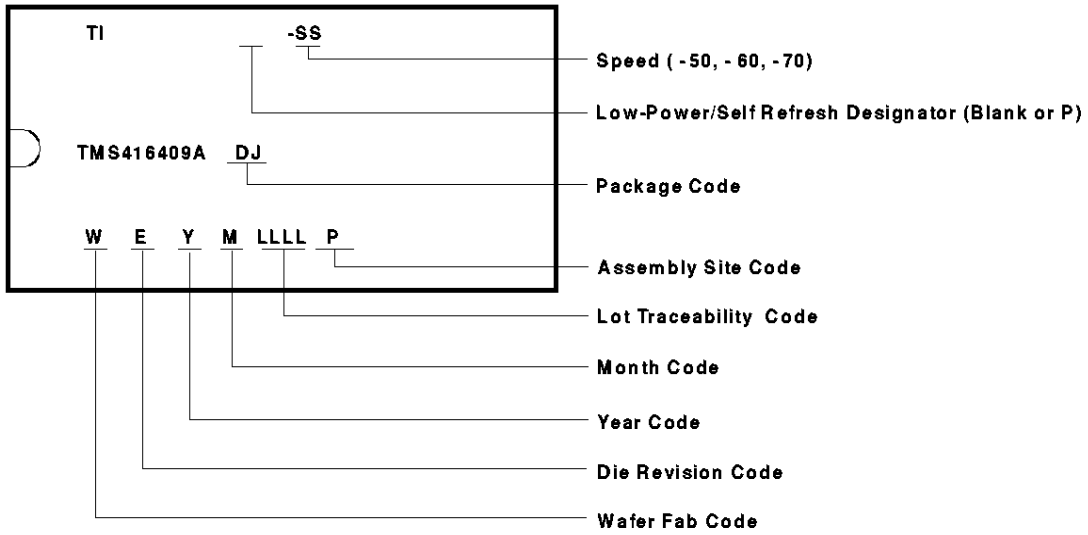 TI -SS
Speed ( -50, - 60, -70)
Low-Power/Self Refresh Designator (Blank or P)
TMS416409A DJ
Package Code
W E Y M LLLL P
Assembly Site Code
Lot Traceability Code
Month Code
Year Code
Die Revision Code
Wafer Fab Code